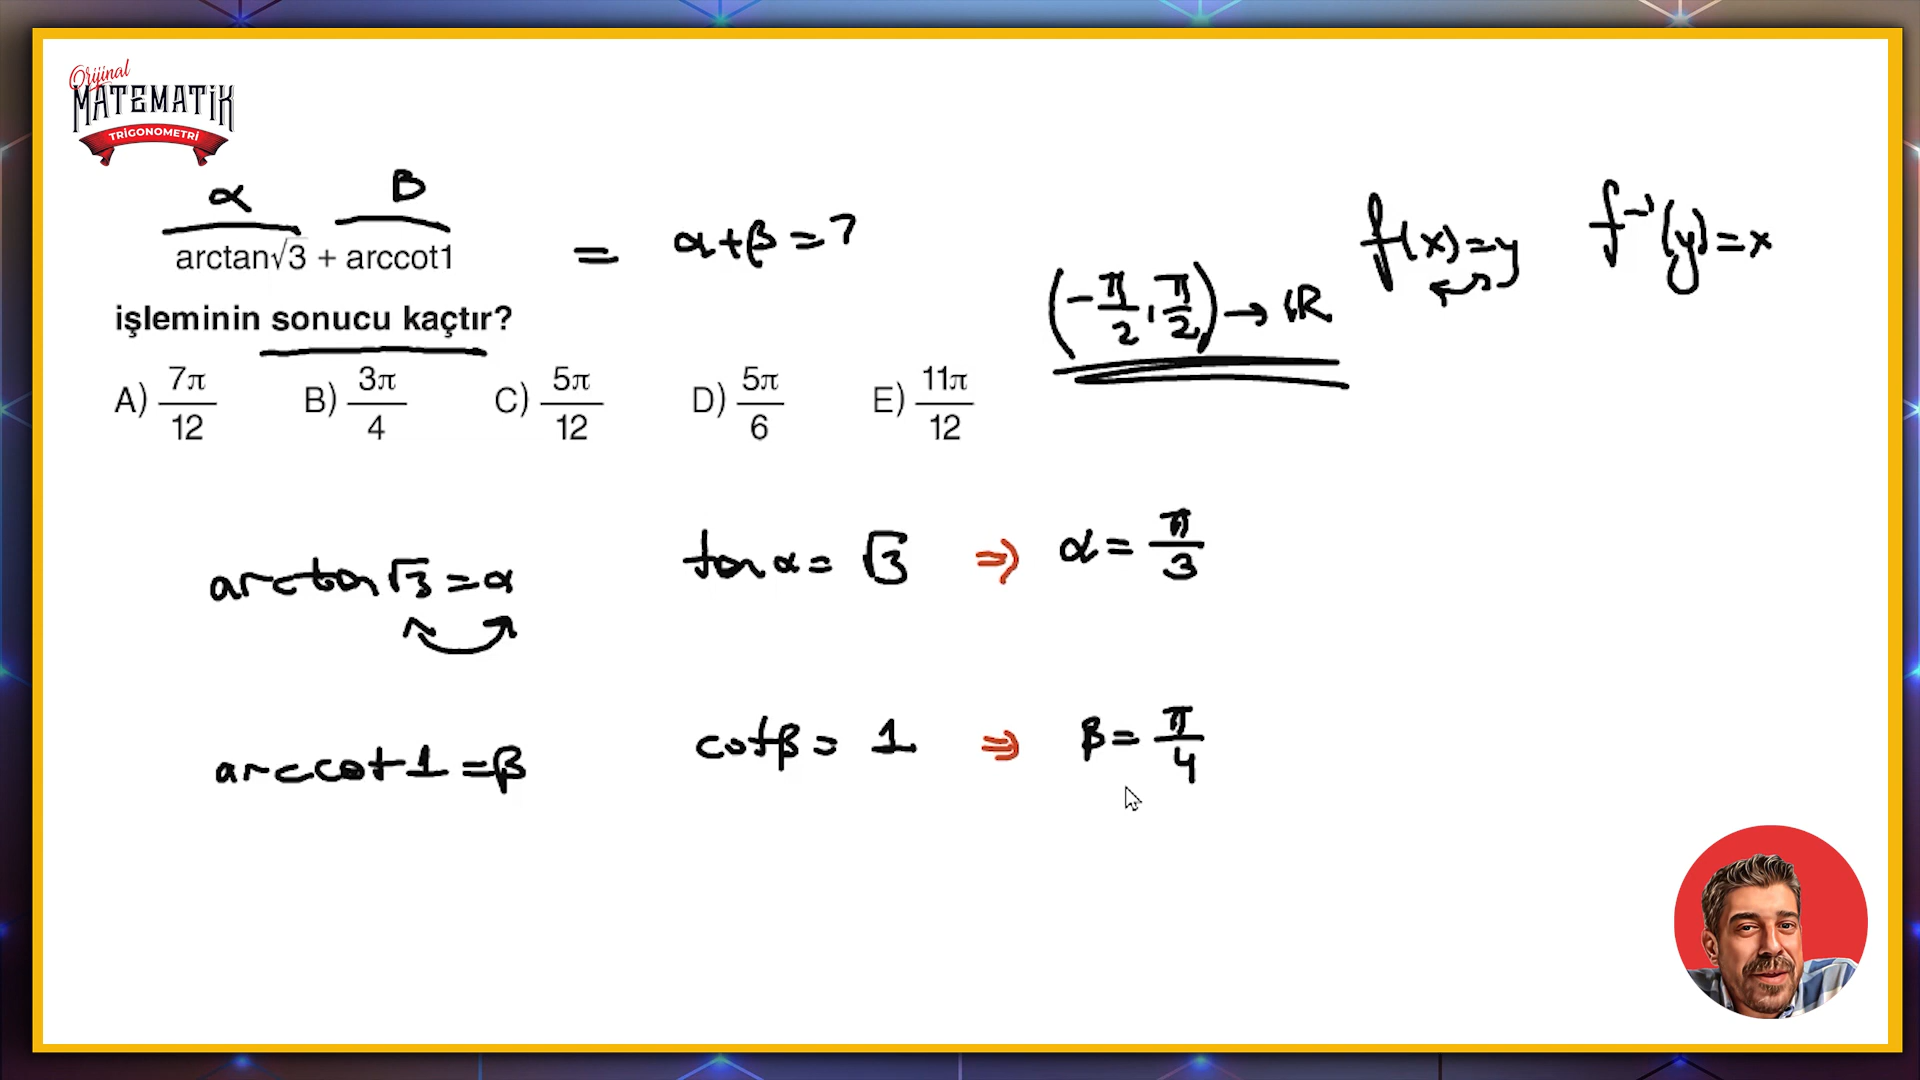 Orijinal
MATEMATİK
TRİGONOMETRİ
α B
arctan√3 + arccot1 = α+β=?
işleminin sonucu kaçtır?
(-π/2, π/2) → IR
f(x)=y f⁻¹(y)=x
A) 7π/12 B) 3π/4 C) 5π/12 D) 5π/6 E) 11π/12
arctan√3=α tanα= √3 ⇒ α= π/3
arccot1=β cotβ= 1 ⇒ β= π/4